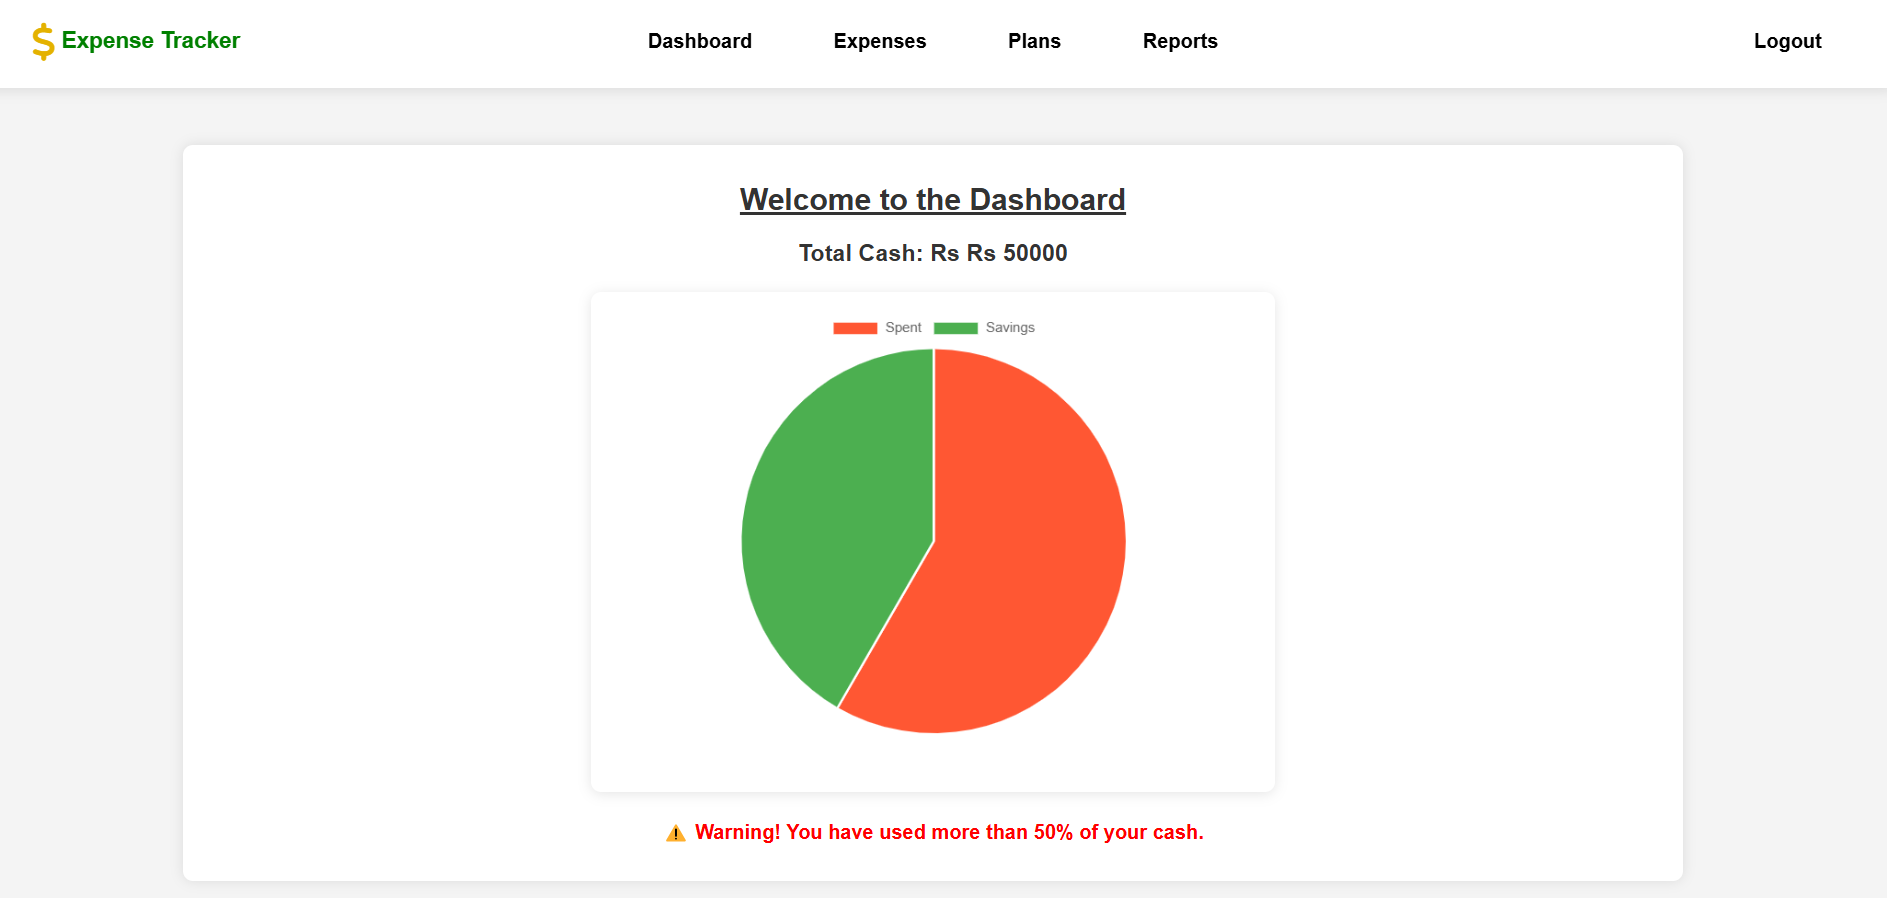 $ Expense Tracker
Dashboard
Expenses
Plans
Reports
Logout
Welcome to the Dashboard
Total Cash: Rs Rs 50000
Spent
Savings
⚠️ Warning! You have used more than 50% of your cash.